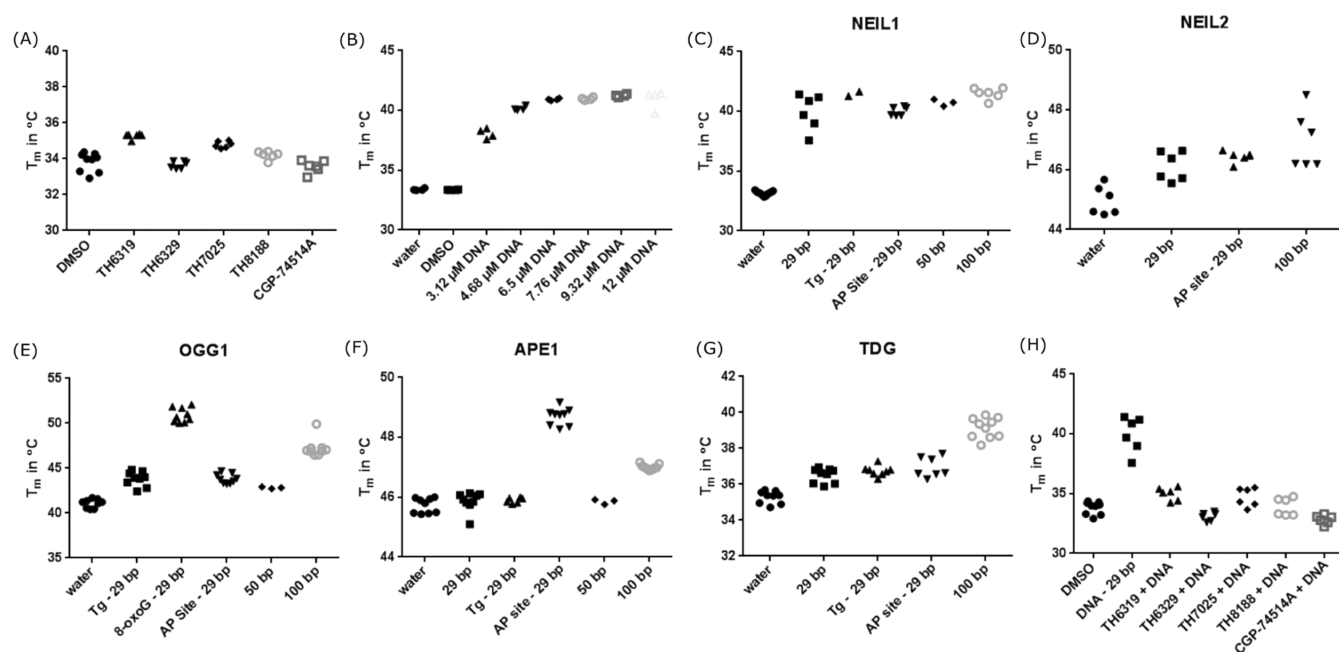 (A)
40
38
36
34
32
30
Tm in °C
DMSO
TH6319
TH6329
TH7025
TH8188
CGP-74514A
(B)
45
40
35
30
Tm in °C
water
DMSO
3.12 µM DNA
4.68 µM DNA
6.5 µM DNA
7.76 µM DNA
9.32 µM DNA
12 µM DNA
(C)
NEIL1
45
40
35
30
Tm in °C
water
29 bp
Tg - 29 bp
AP Site - 29 bp
50 bp
100 bp
(D)
NEIL2
50
48
46
44
Tm in °C
water
29 bp
AP site - 29 bp
100 bp
(E)
OGG1
55
50
45
40
35
Tm in °C
water
Tg - 29 bp
8-oxoG - 29 bp
AP Site - 29 bp
50 bp
100 bp
(F)
APE1
50
48
46
44
Tm in °C
water
29 bp
Tg - 29 bp
AP site - 29 bp
50 bp
100 bp
(G)
TDG
42
40
38
36
34
32
Tm in °C
water
29 bp
Tg - 29 bp
AP site - 29 bp
100 bp
(H)
45
40
35
30
Tm in °C
DMSO
DNA - 29 bp
TH6319 + DNA
TH6329 + DNA
TH7025 + DNA
TH8188 + DNA
CGP-74514A + DNA